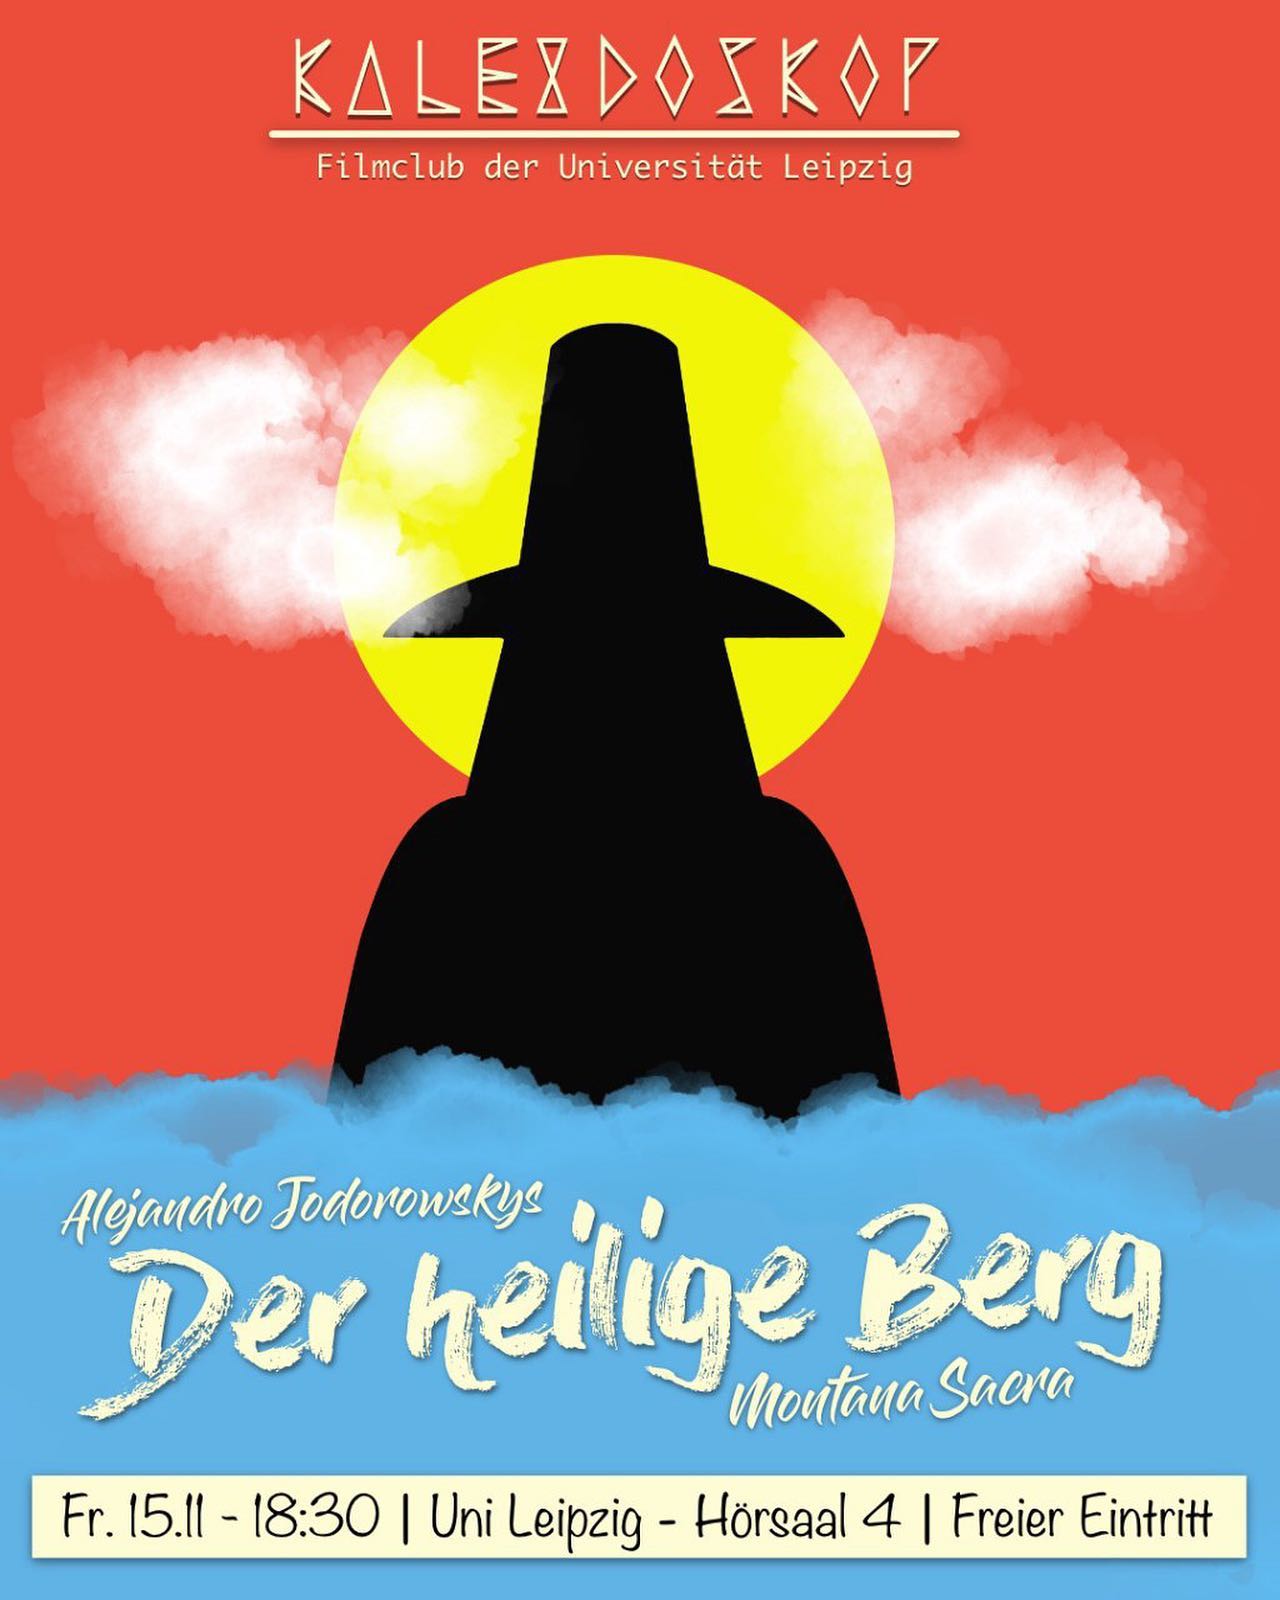 KALEIDOSKOP
Filmclub der Universität Leipzig
Alejandro Jodorowskys
Der heilige Berg
Montana Sacra
Fr. 15.11 - 18:30 | Uni Leipzig - Hörsaal 4 | Freier Eintritt